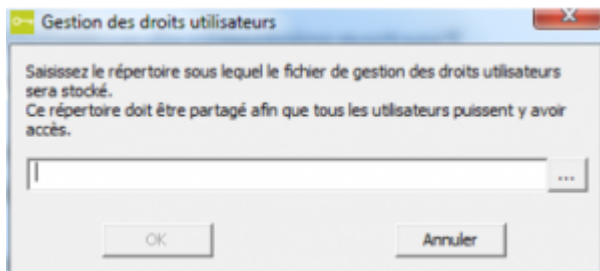 Gestion des droits utilisateurs
Saisissez le répertoire sous lequel le fichier de gestion des droits utilisateurs
sera stocké.
Ce répertoire doit être partagé afin que tous les utilisateurs puissent y avoir
accès.
...
OK
Annuler